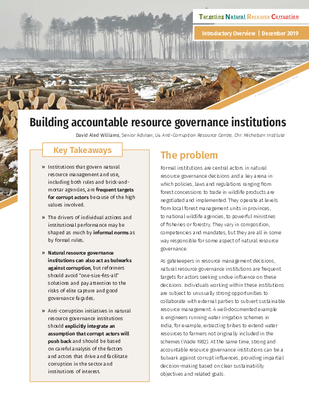 Targeting Natural Resource Corruption
Introductory Overview | December 2019
Building accountable resource governance institutions
David Aled Williams, Senior Adviser, U4 Anti-Corruption Resource Centre, Chr. Michelsen Institute
Key Takeaways
» Institutions that govern natural
resource management and use,
including both rules and brick-and-
mortar agencies, are frequent targets
for corrupt actors because of the high
values involved.
» The drivers of individual actions and
institutional performance may be
shaped as much by informal norms as
by formal rules.
» Natural resource governance
institutions can also act as bulwarks
against corruption, but reformers
should avoid "one-size-fits-all"
solutions and pay attention to the
risks of elite capture and good
governance façades.
» Anti-corruption initiatives in natural
resource governance institutions
should explicitly integrate an
assumption that corrupt actors will
push back and should be based
on careful analysis of the factors
and actors that drive and facilitate
corruption in the sector and
institutions of interest.
The problem
Formal institutions are central actors in natural
resource governance decisions and a key arena in
which policies, laws and regulations ranging from
forest concessions to trade in wildlife products are
negotiated and implemented. They operate at levels
from local forest management units in provinces,
to national wildlife agencies, to powerful ministries
of fisheries or forestry. They vary in composition,
competencies and mandates, but they are all in some
way responsible for some aspect of natural resource
governance.
As gatekeepers in resource management decisions,
natural resource governance institutions are frequent
targets for actors seeking undue influence on these
decisions. Individuals working within these institutions
are subject to unusually strong opportunities to
collaborate with external parties to subvert sustainable
resource management. A well-documented example
is engineers running water irrigation schemes in
India, for example, extracting bribes to extend water
resources to farmers not originally included in the
schemes (Wade 1982). At the same time, strong and
accountable resource governance institutions can be a
bulwark against corrupt influences, providing impartial
decision-making based on clear sustainability
objectives and related goals.